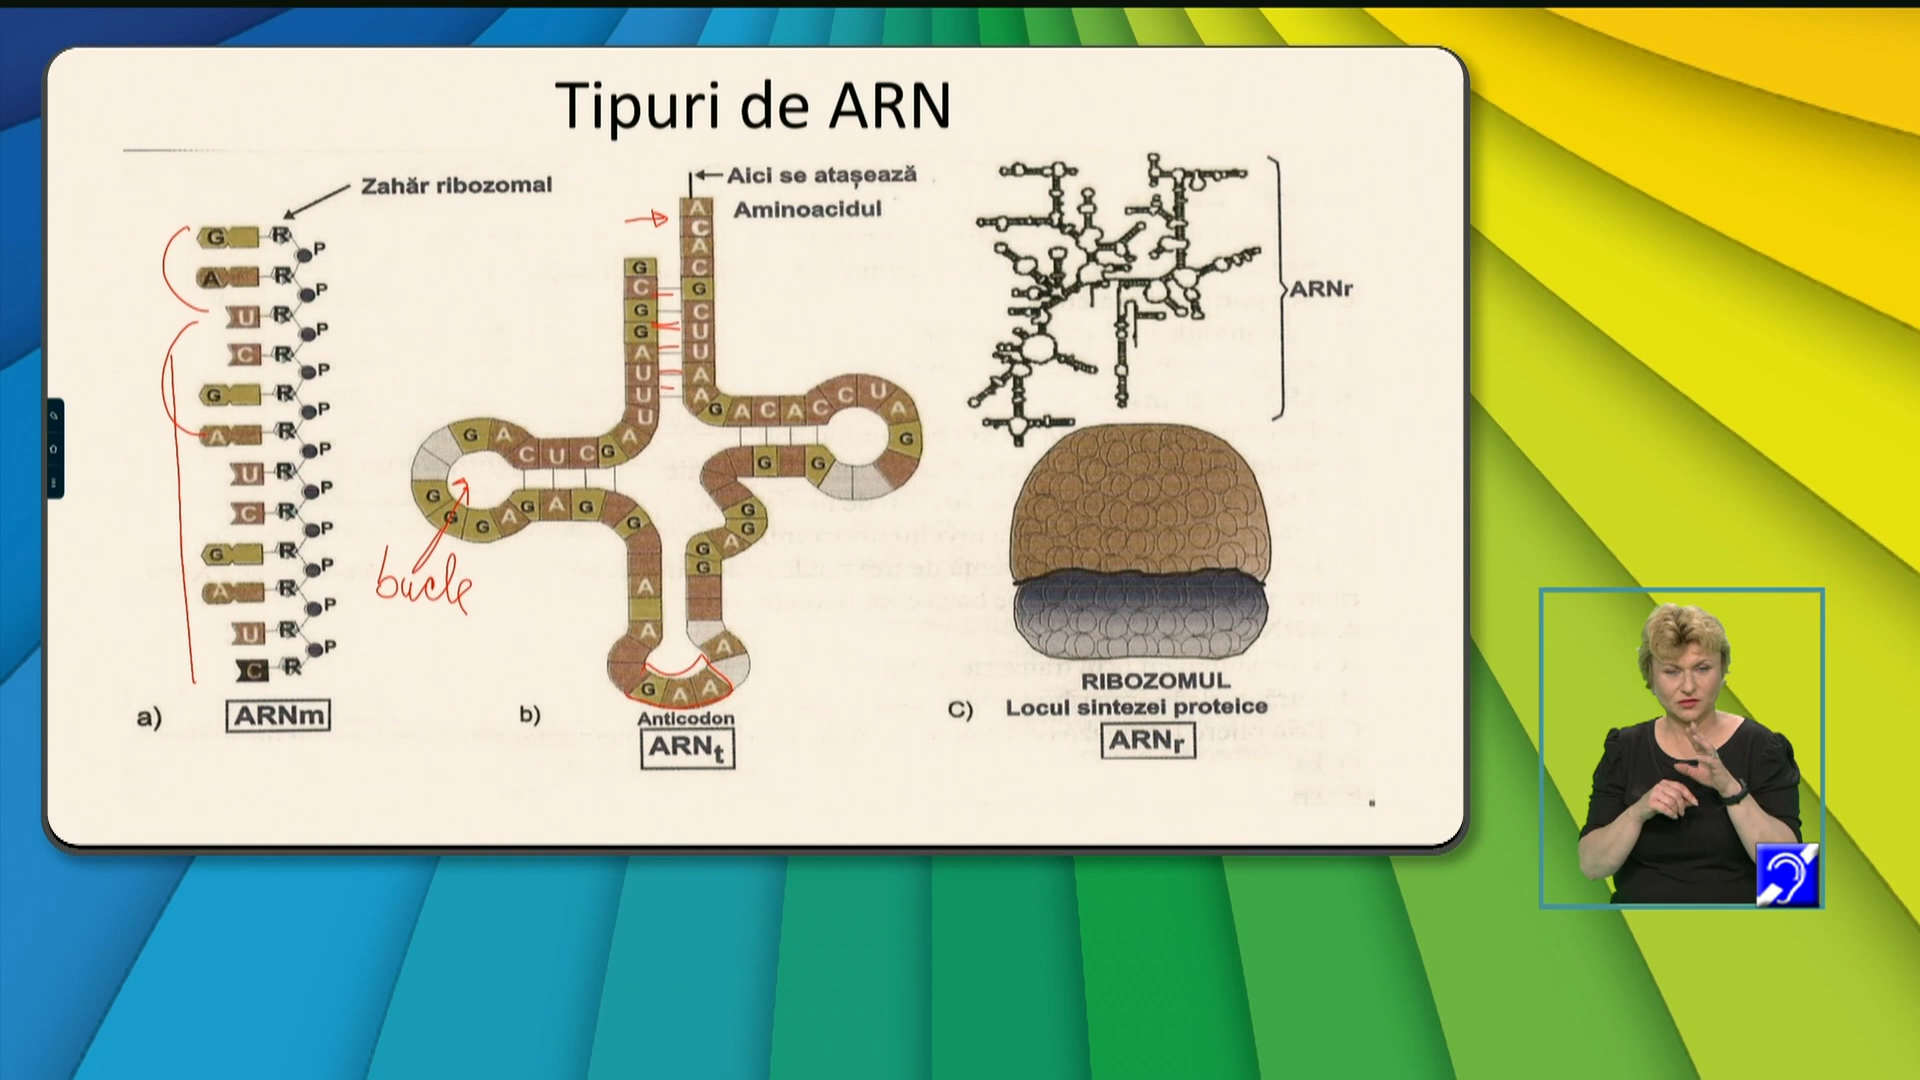 Tipuri de ARN
Zahăr ribozomal
Aici se atașează
Aminoacidul
G R P
A R P
U R P
C R P
G R P
A R P
U R P
C R P
G R P
A R P
U R P
C R
a) ARNm
bucle
A
C
A
C
G
C
U
U
A
A
G A C A C C U A G
G G
G
C
G
G
A
U
U
U
A
G A C U C G
G G G A G A G G
A
A
G A A
A
G
G
A
G
G
b) Anticodon
ARNt
ARNr
RIBOZOMUL
c) Locul sintezei proteice
ARNr